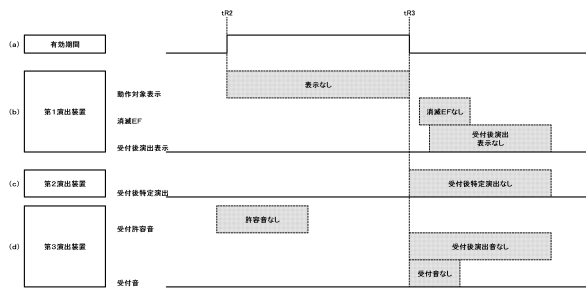 tR2
tR3
(a)
有効期間
(b)
第1演出装置
動作対象表示
表示なし
消滅EF
消滅EFなし
受付後演出表示
受付後演出
表示なし
(c)
第2演出装置
受付後特定演出
受付後特定演出なし
(d)
第3演出装置
受付許容音
許容音なし
受付後演出音なし
受付音
受付音なし